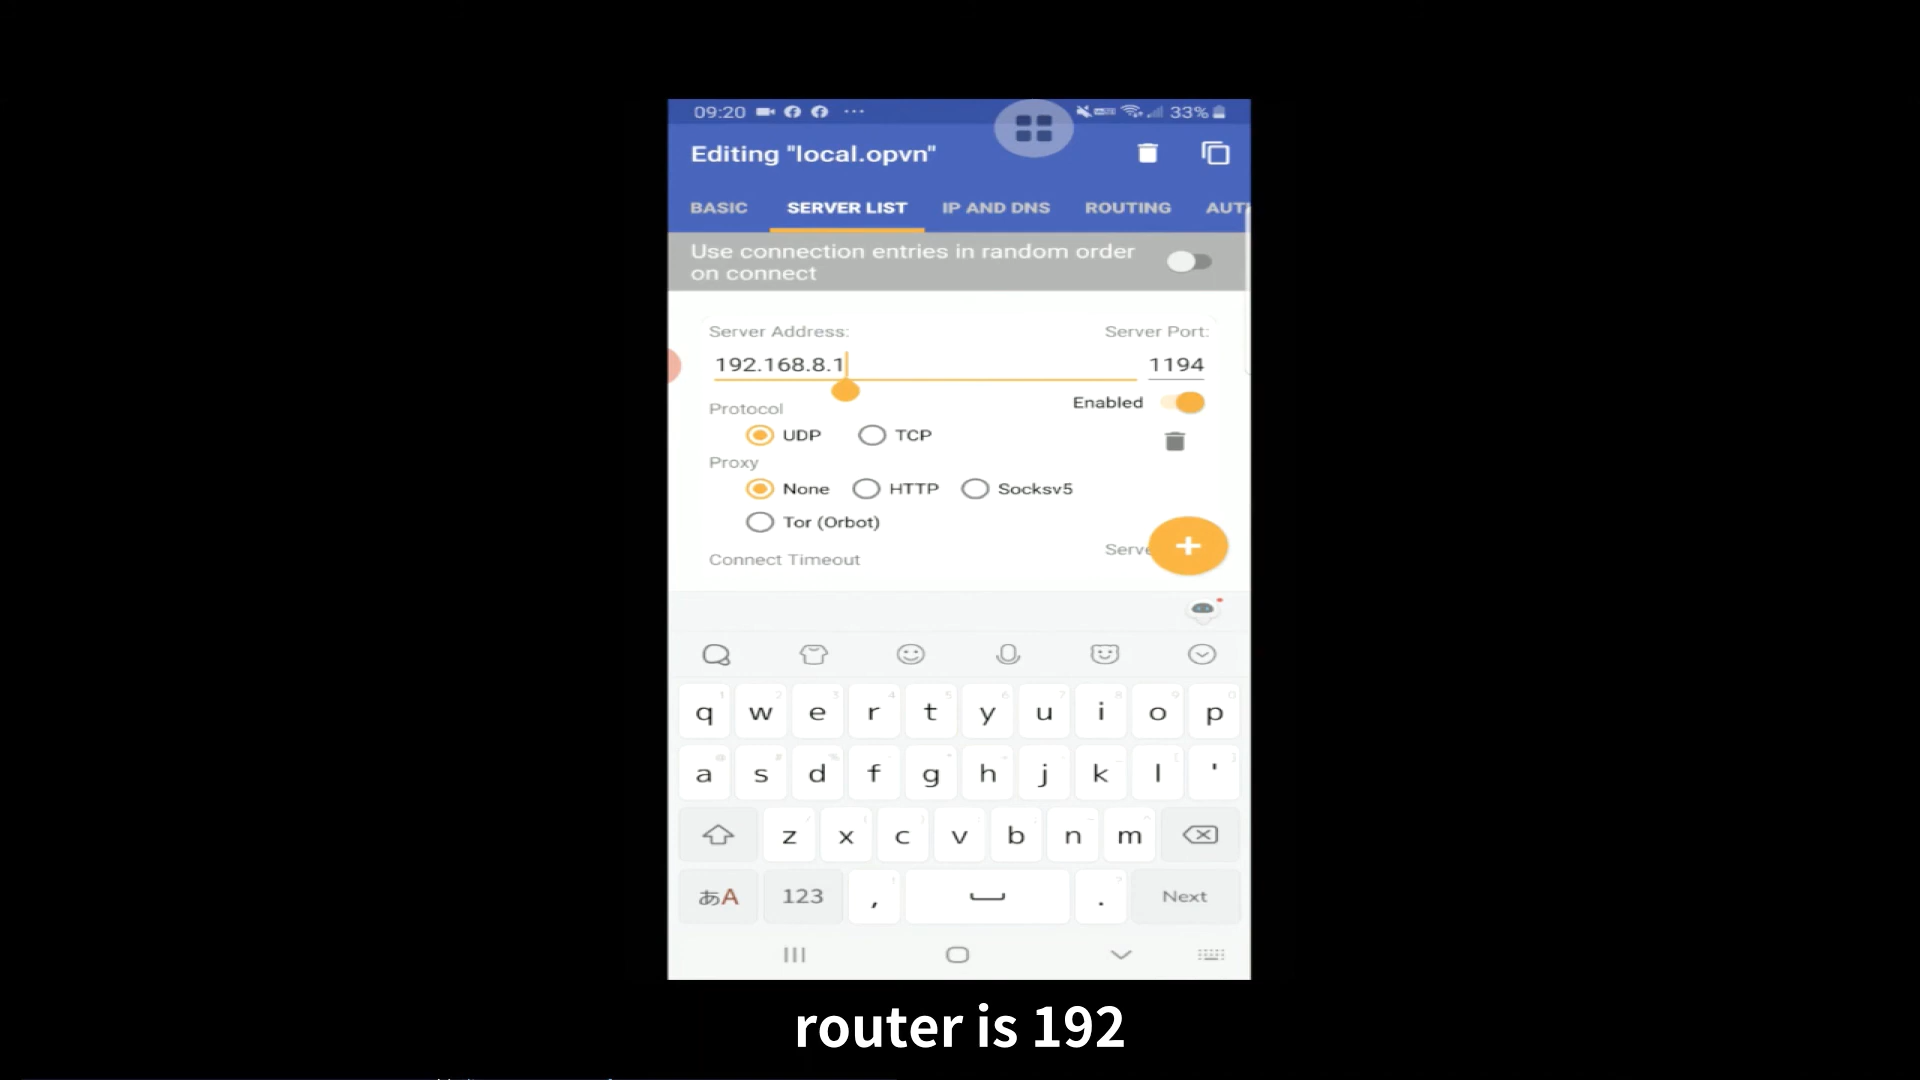 09:20 33%
Editing "local.opvn"
BASIC SERVER LIST IP AND DNS ROUTING AUT
Use connection entries in random order
on connect
Server Address: Server Port:
192.168.8.1 1194
Enabled
Protocol
UDP TCP
Proxy
None HTTP Socksv5
Tor (Orbot)
Serve
Connect Timeout
q w e r t y u i o p
a s d f g h j k l '
z x c v b n m
あA 123 , . Next
router is 192